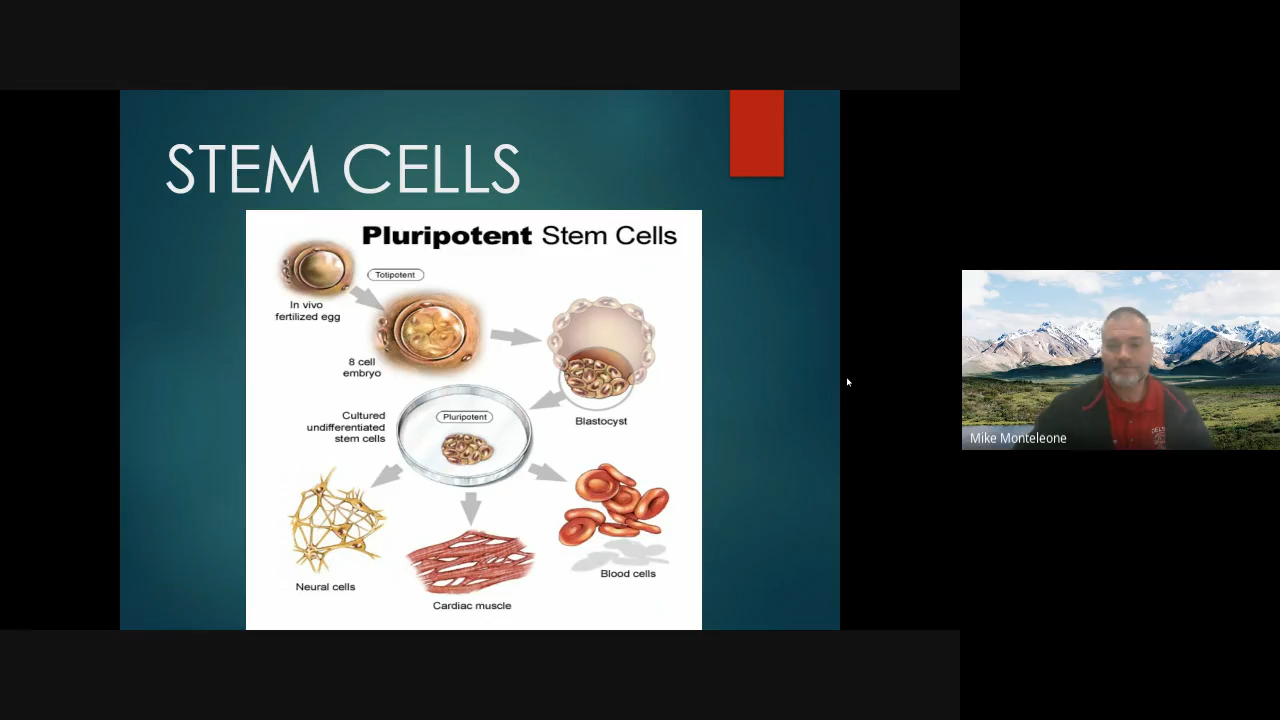 STEM CELLS
Pluripotent Stem Cells
Totipotent
In vivo
fertilized egg
8 cell
embryo
Blastocyst
Cultured
undifferentiated
stem cells
Pluripotent
Neural cells
Cardiac muscle
Blood cells
Mike Monteleone